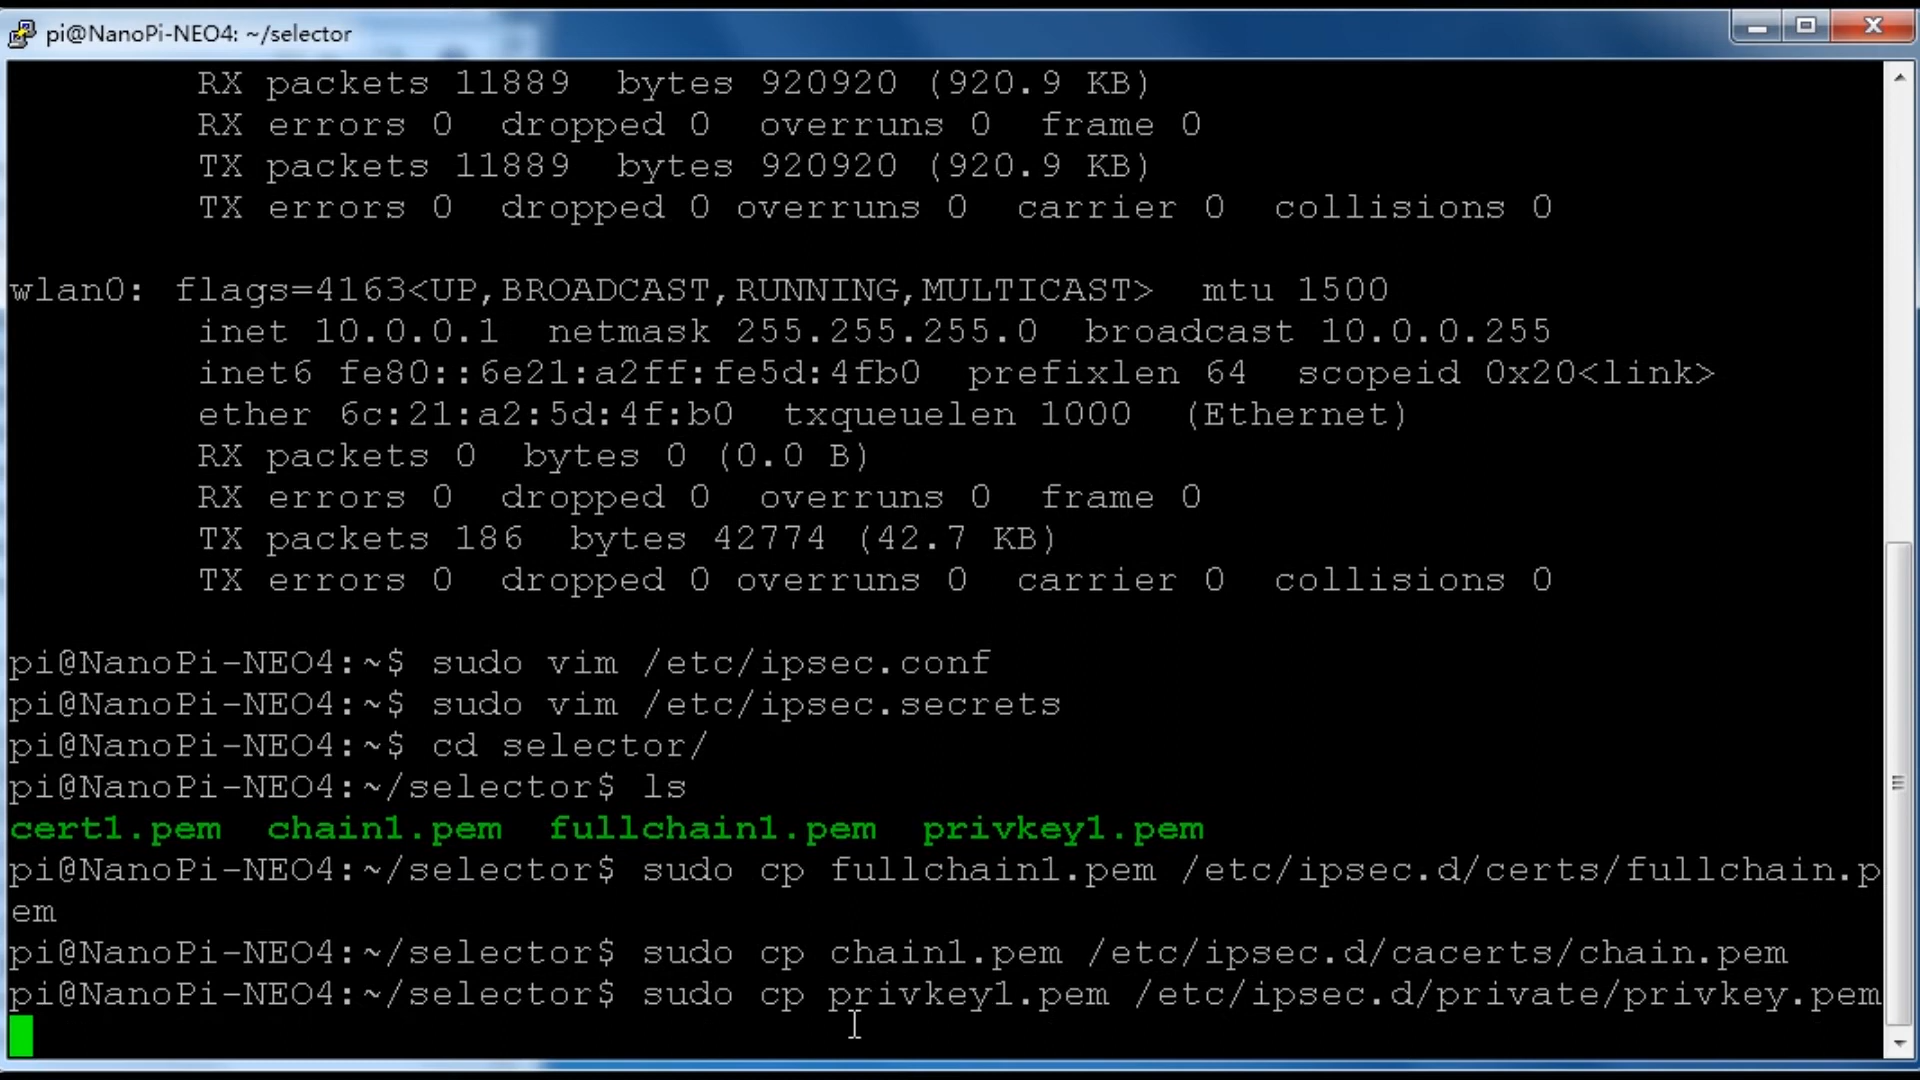 pi@NanoPi-NEO4: ~/selector
RX packets 11889  bytes 920920 (920.9 KB)
RX errors 0  dropped 0  overruns 0  frame 0
TX packets 11889  bytes 920920 (920.9 KB)
TX errors 0  dropped 0 overruns 0  carrier 0  collisions 0
wlan0: flags=4163<UP,BROADCAST,RUNNING,MULTICAST>  mtu 1500
inet 10.0.0.1  netmask 255.255.255.0  broadcast 10.0.0.255
inet6 fe80::6e21:a2ff:fe5d:4fb0  prefixlen 64  scopeid 0x20<link>
ether 6c:21:a2:5d:4f:b0  txqueuelen 1000  (Ethernet)
RX packets 0  bytes 0 (0.0 B)
RX errors 0  dropped 0  overruns 0  frame 0
TX packets 186  bytes 42774 (42.7 KB)
TX errors 0  dropped 0 overruns 0  carrier 0  collisions 0
pi@NanoPi-NEO4:~$ sudo vim /etc/ipsec.conf
pi@NanoPi-NEO4:~$ sudo vim /etc/ipsec.secrets
pi@NanoPi-NEO4:~$ cd selector/
pi@NanoPi-NEO4:~/selector$ ls
cert1.pem  chain1.pem  fullchain1.pem  privkey1.pem
pi@NanoPi-NEO4:~/selector$ sudo cp fullchain1.pem /etc/ipsec.d/certs/fullchain.p
em
pi@NanoPi-NEO4:~/selector$ sudo cp chain1.pem /etc/ipsec.d/cacerts/chain.pem
pi@NanoPi-NEO4:~/selector$ sudo cp privkey1.pem /etc/ipsec.d/private/privkey.pem